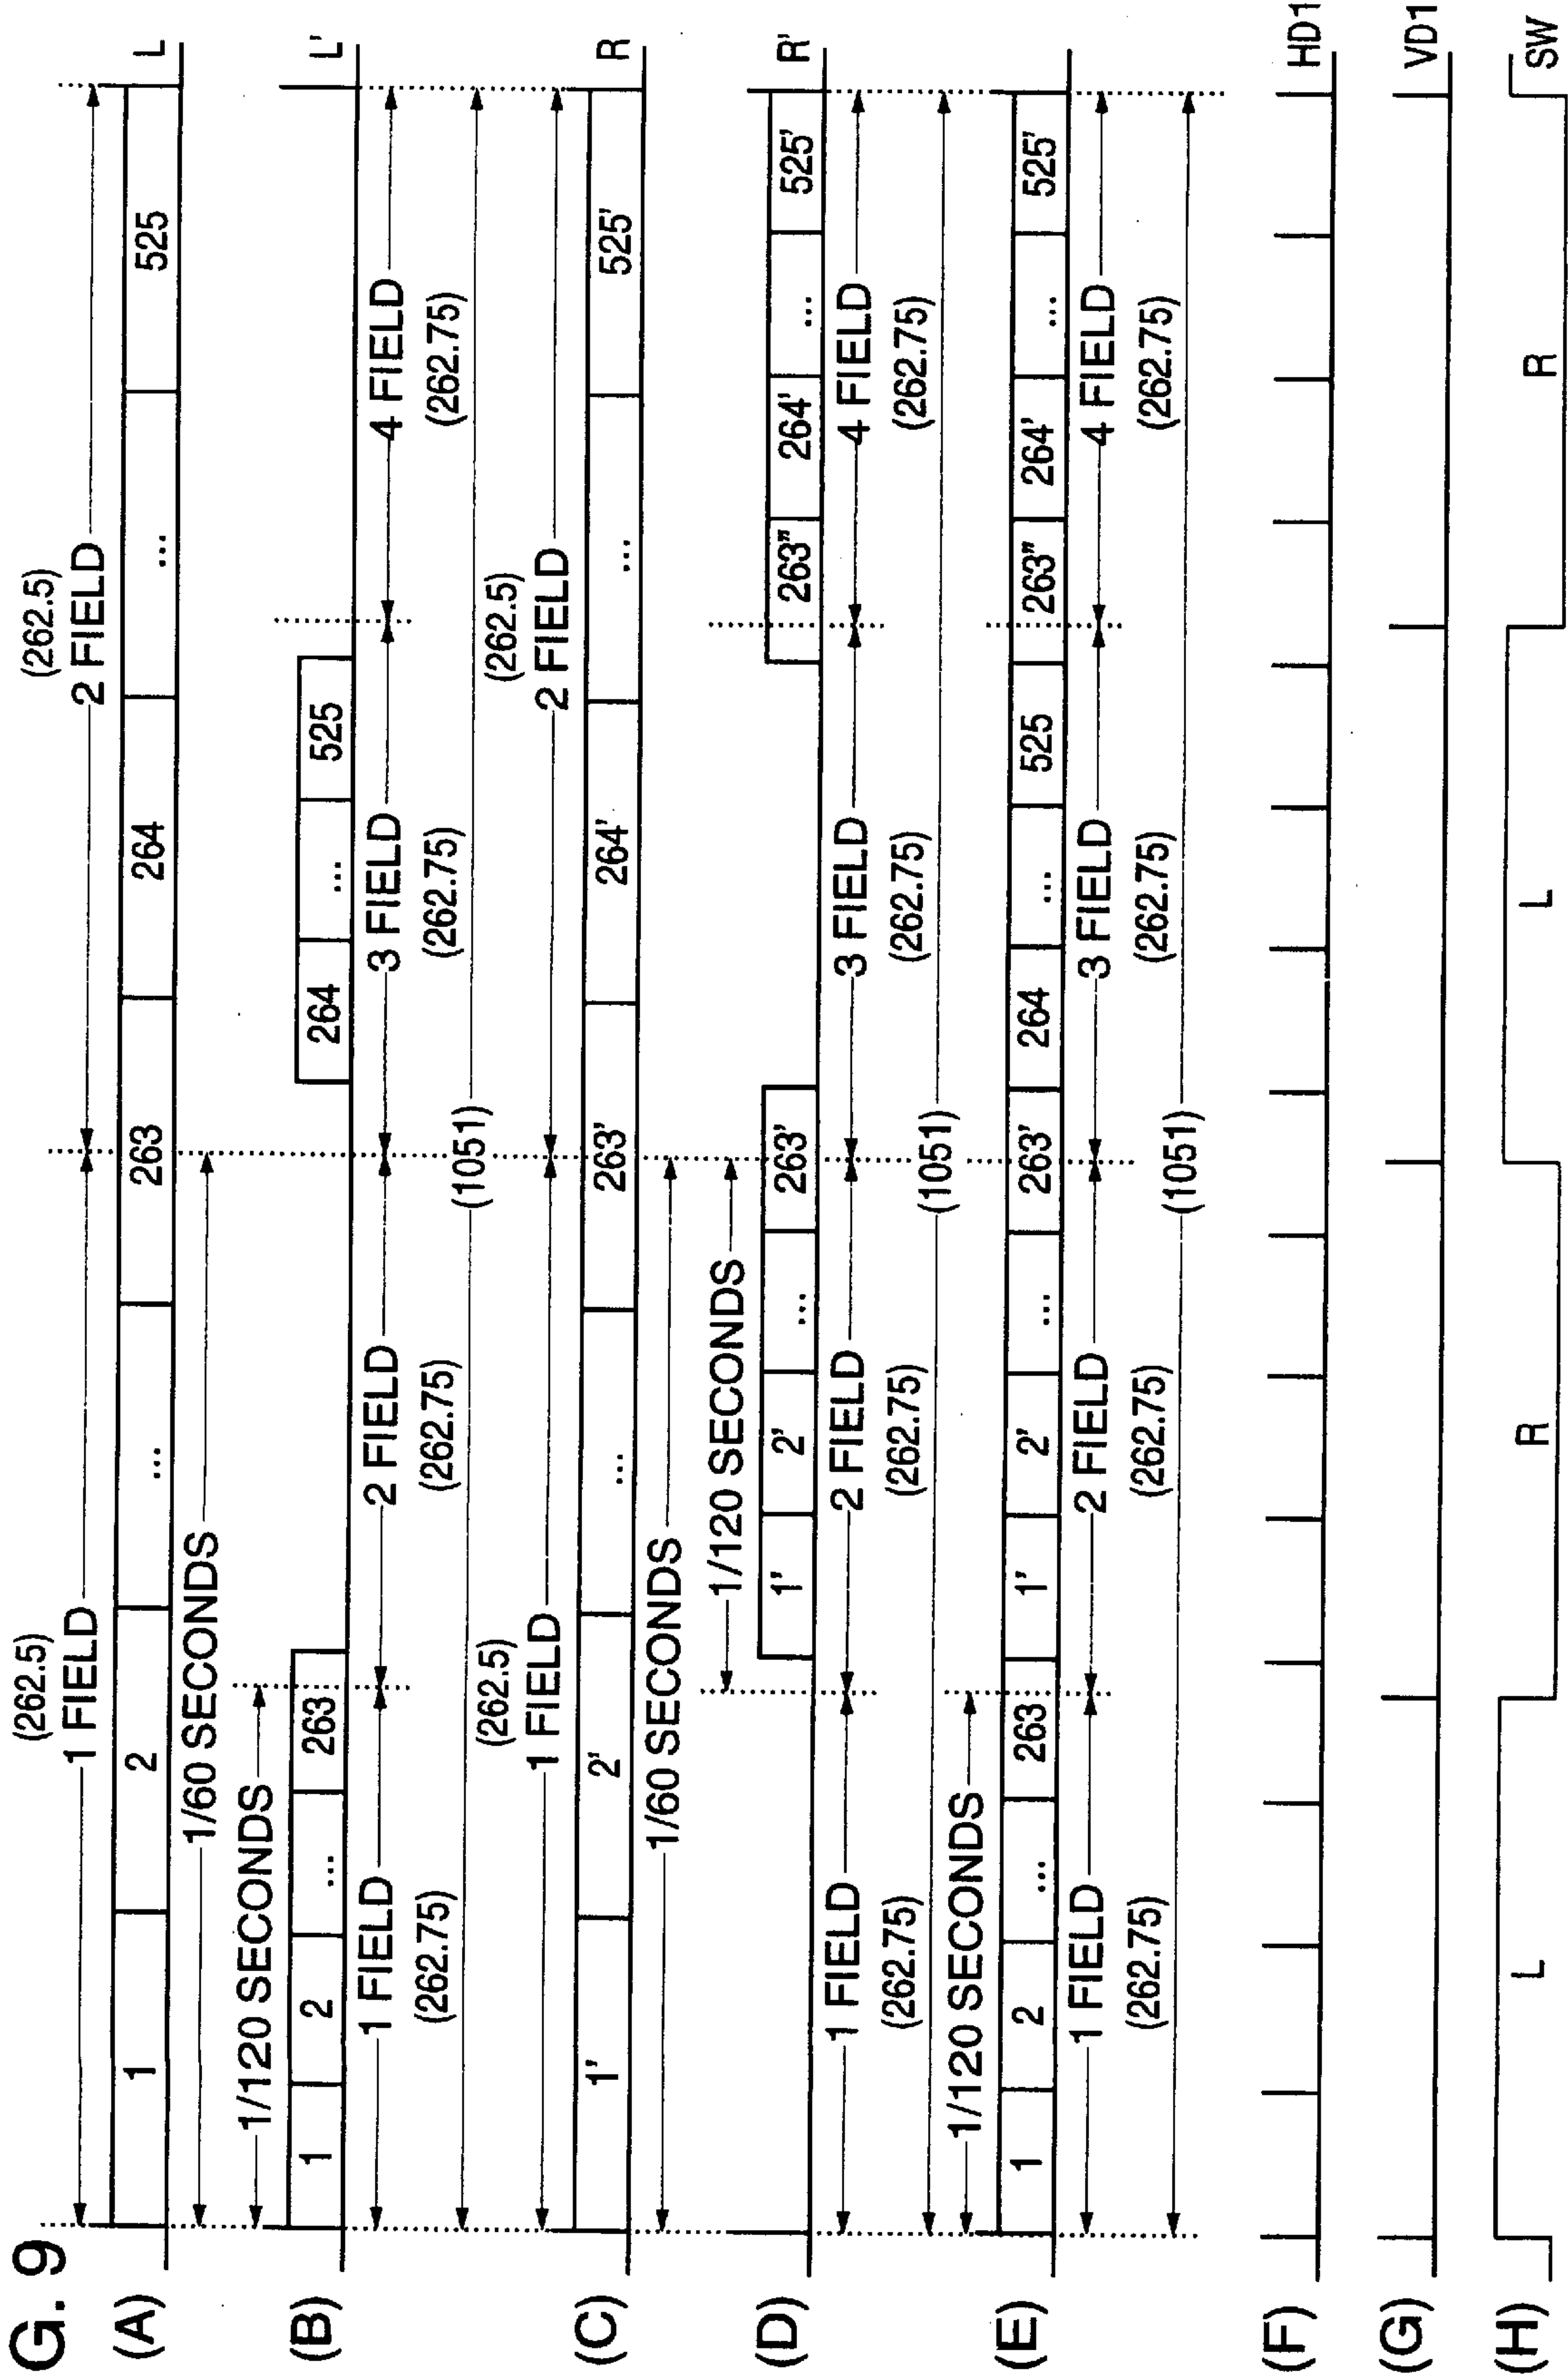 G. 9
(262.5) (262.5)
1 FIELD 2 FIELD
(A) 1 2 ... 263 264 ... 525 L
1/60 SECONDS
1/120 SECONDS
(B) 1 2 ... 263 264 ... 525 L'
1 FIELD 2 FIELD 3 FIELD 4 FIELD
(262.75) (262.75) (262.75) (262.75)
(1051)
(262.5) (262.5)
1 FIELD 2 FIELD
(C) 1' 2' ... 263' 264' ... 525' R
1/60 SECONDS
1/120 SECONDS
(D) 1' 2' ... 263' 263" 264' ... 525' R'
1 FIELD 2 FIELD 3 FIELD 4 FIELD
(262.75) (262.75) (262.75) (262.75)
(1051)
1/120 SECONDS
(E) 1 2 ... 263 1' 2' ... 263' 264 ... 525 263" 264' ... 525'
1 FIELD 2 FIELD 3 FIELD 4 FIELD
(262.75) (262.75) (262.75) (262.75)
(1051)
(F) HD1
(G) VD1
(H) L R L R SW